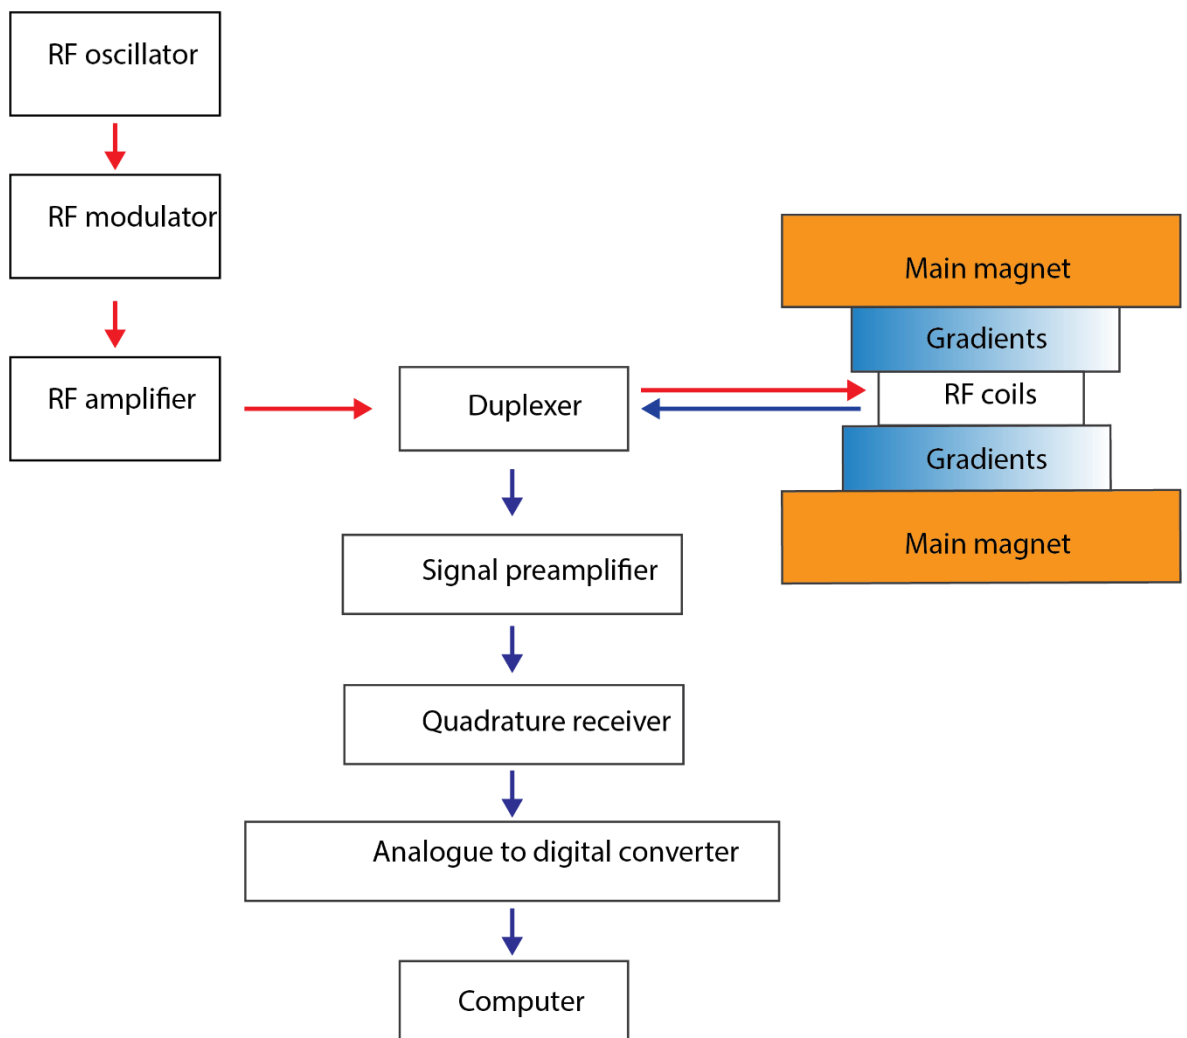 RF oscillator
RF modulator
RF amplifier
Duplexer
Main magnet
Gradients
RF coils
Gradients
Main magnet
Signal preamplifier
Quadrature receiver
Analogue to digital converter
Computer